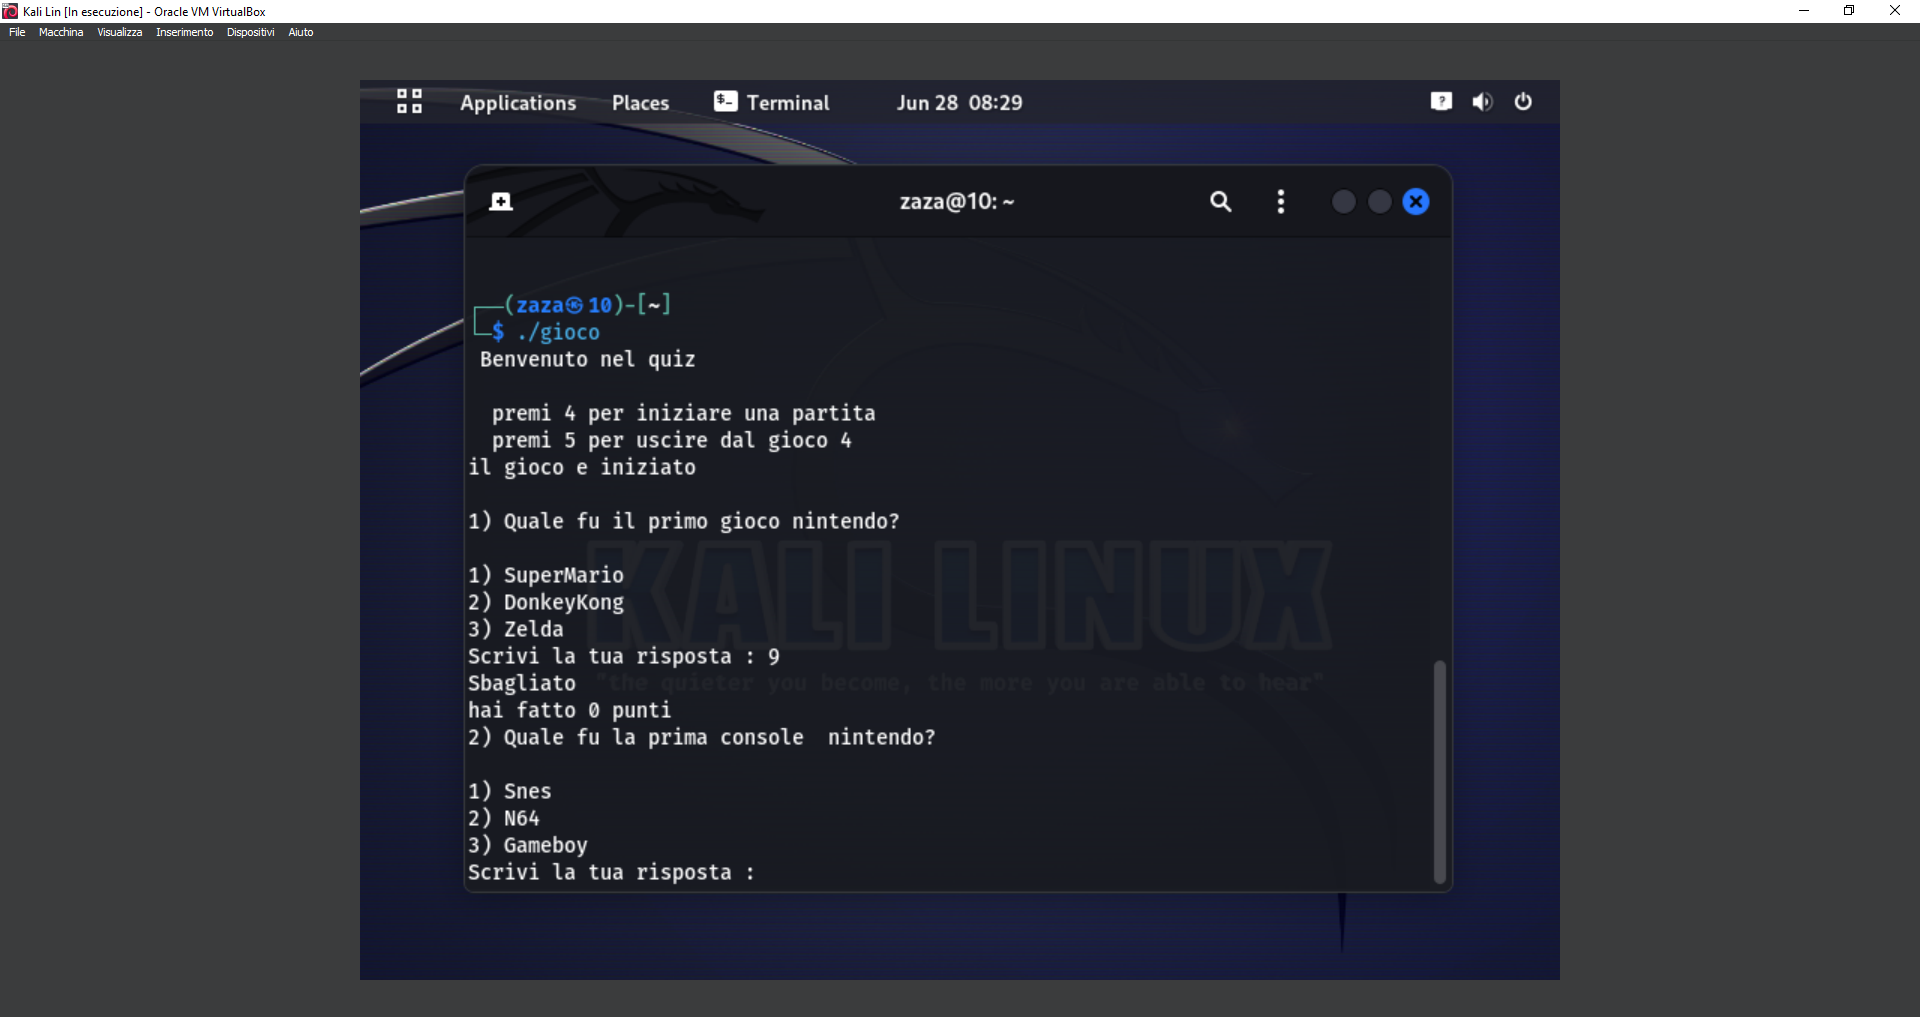 Kali Lin [In esecuzione] - Oracle VM VirtualBox
File Macchina Visualizza Inserimento Dispositivi Aiuto
Applications Places $_ Terminal Jun 28 08:29 ?
zaza@10: ~
┌──(zaza㉿10)-[~]
└─$ ./gioco
Benvenuto nel quiz
premi 4 per iniziare una partita
premi 5 per uscire dal gioco 4
il gioco e iniziato
1) Quale fu il primo gioco nintendo?
1) SuperMario
2) DonkeyKong
3) Zelda
Scrivi la tua risposta : 9
Sbagliato
hai fatto 0 punti
2) Quale fu la prima console  nintendo?
1) Snes
2) N64
3) Gameboy
Scrivi la tua risposta :
KALI LINUX
"the quieter you become, the more you are able to hear"